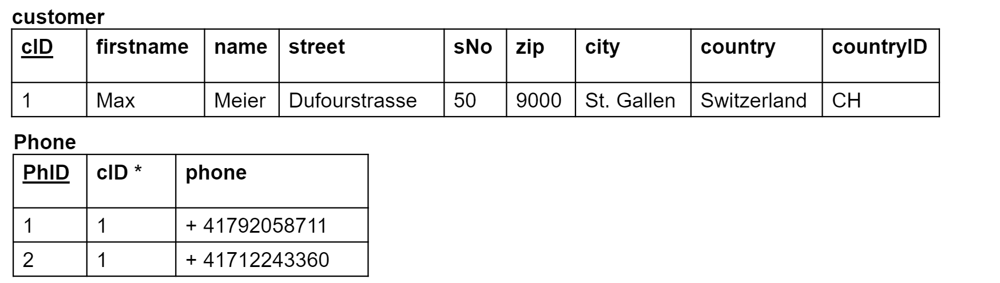 customer
cID firstname name street sNo zip city country countryID
1 Max Meier Dufourstrasse 50 9000 St. Gallen Switzerland CH
Phone
PhID cID * phone
1 1 + 41792058711
2 1 + 41712243360